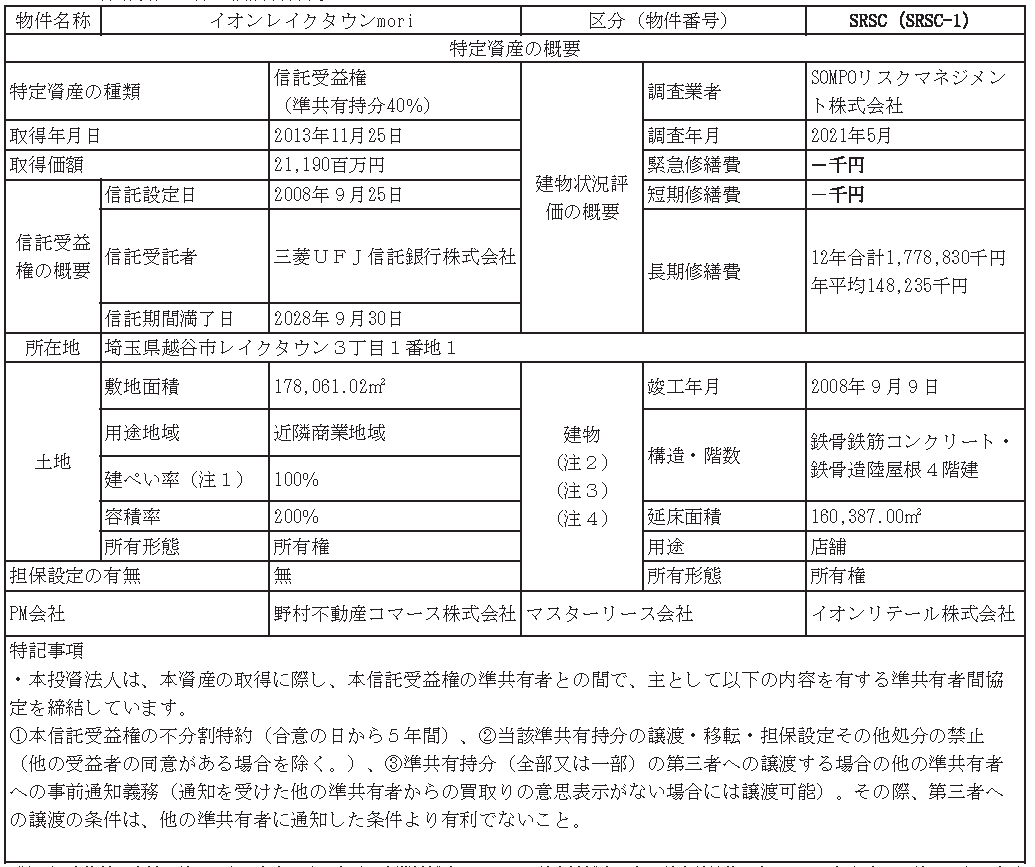 物件名称 イオンレイクタウンmori 区分（物件番号） SRSC（SRSC-1）
特定資産の概要
特定資産の種類 信託受益権
（準共有持分40%） 建物状況評
価の概要 調査業者 SOMPOリスクマネジメン
ト株式会社
取得年月日 2013年11月25日 調査年月 2021年5月
取得価額 21,190百万円 緊急修繕費 －千円
信託受益
権の概要 信託設定日 2008年９月25日 短期修繕費 －千円
信託受託者 三菱ＵＦＪ信託銀行株式会社 長期修繕費 12年合計1,778,830千円
年平均148,235千円
信託期間満了日 2028年９月30日
所在地 埼玉県越谷市レイクタウン３丁目１番地１
土地 敷地面積 178,061.02㎡ 建物
（注２）
（注３）
（注４） 竣工年月 2008年９月９日
用途地域 近隣商業地域 構造・階数 鉄骨鉄筋コンクリート・
鉄骨造陸屋根４階建
建ぺい率（注１） 100%
容積率 200% 延床面積 160,387.00㎡
所有形態 所有権 用途 店舗
担保設定の有無 無 所有形態 所有権
PM会社 野村不動産コマース株式会社 マスターリース会社 イオンリテール株式会社
特記事項
・本投資法人は、本資産の取得に際し、本信託受益権の準共有者との間で、主として以下の内容を有する準共有者間協
定を締結しています。
①本信託受益権の不分割特約（合意の日から５年間）、②当該準共有持分の譲渡・移転・担保設定その他処分の禁止
（他の受益者の同意がある場合を除く。）、③準共有持分（全部又は一部）の第三者への譲渡する場合の他の準共有者
への事前通知義務（通知を受けた他の準共有者からの買取りの意思表示がない場合には譲渡可能）。その際、第三者へ
の譲渡の条件は、他の準共有者に通知した条件より有利でないこと。